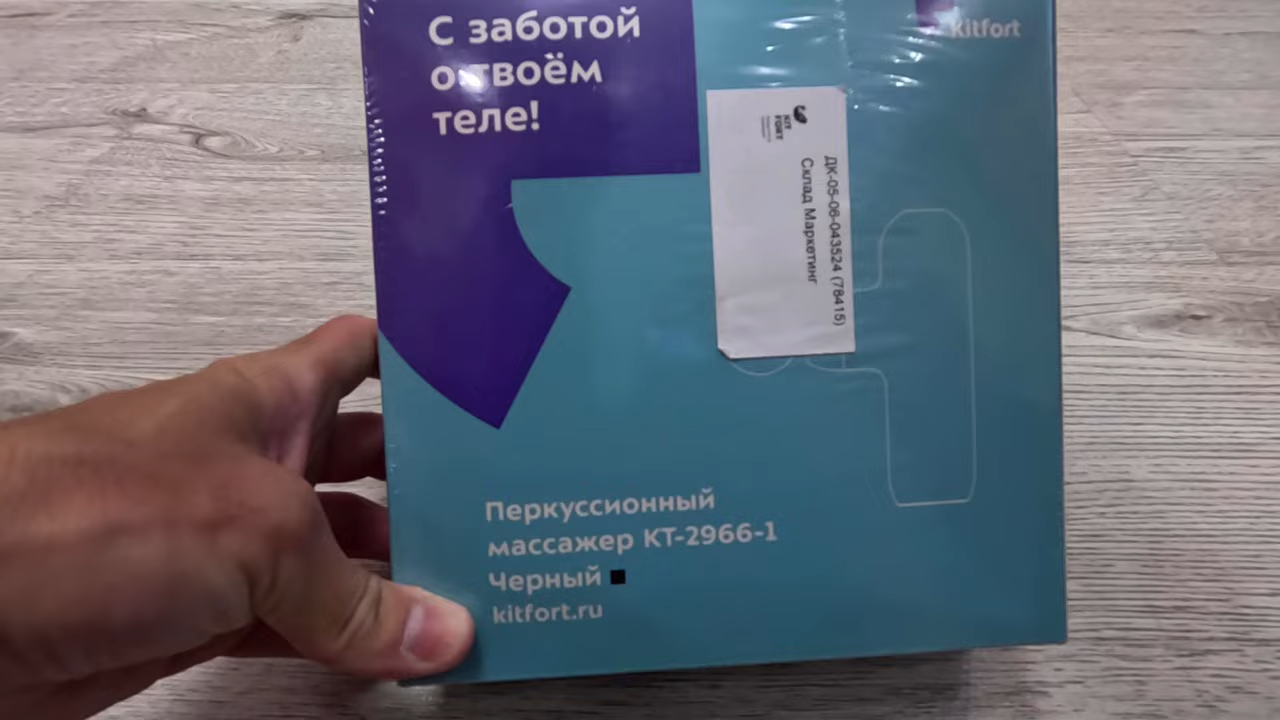 С заботой
о твоём
теле!
kitfort
KIT
FORT
ДК-05-06-043524 (78415)
Склад Маркетинг
Перкуссионный
массажер КТ-2966-1
Черный
kitfort.ru